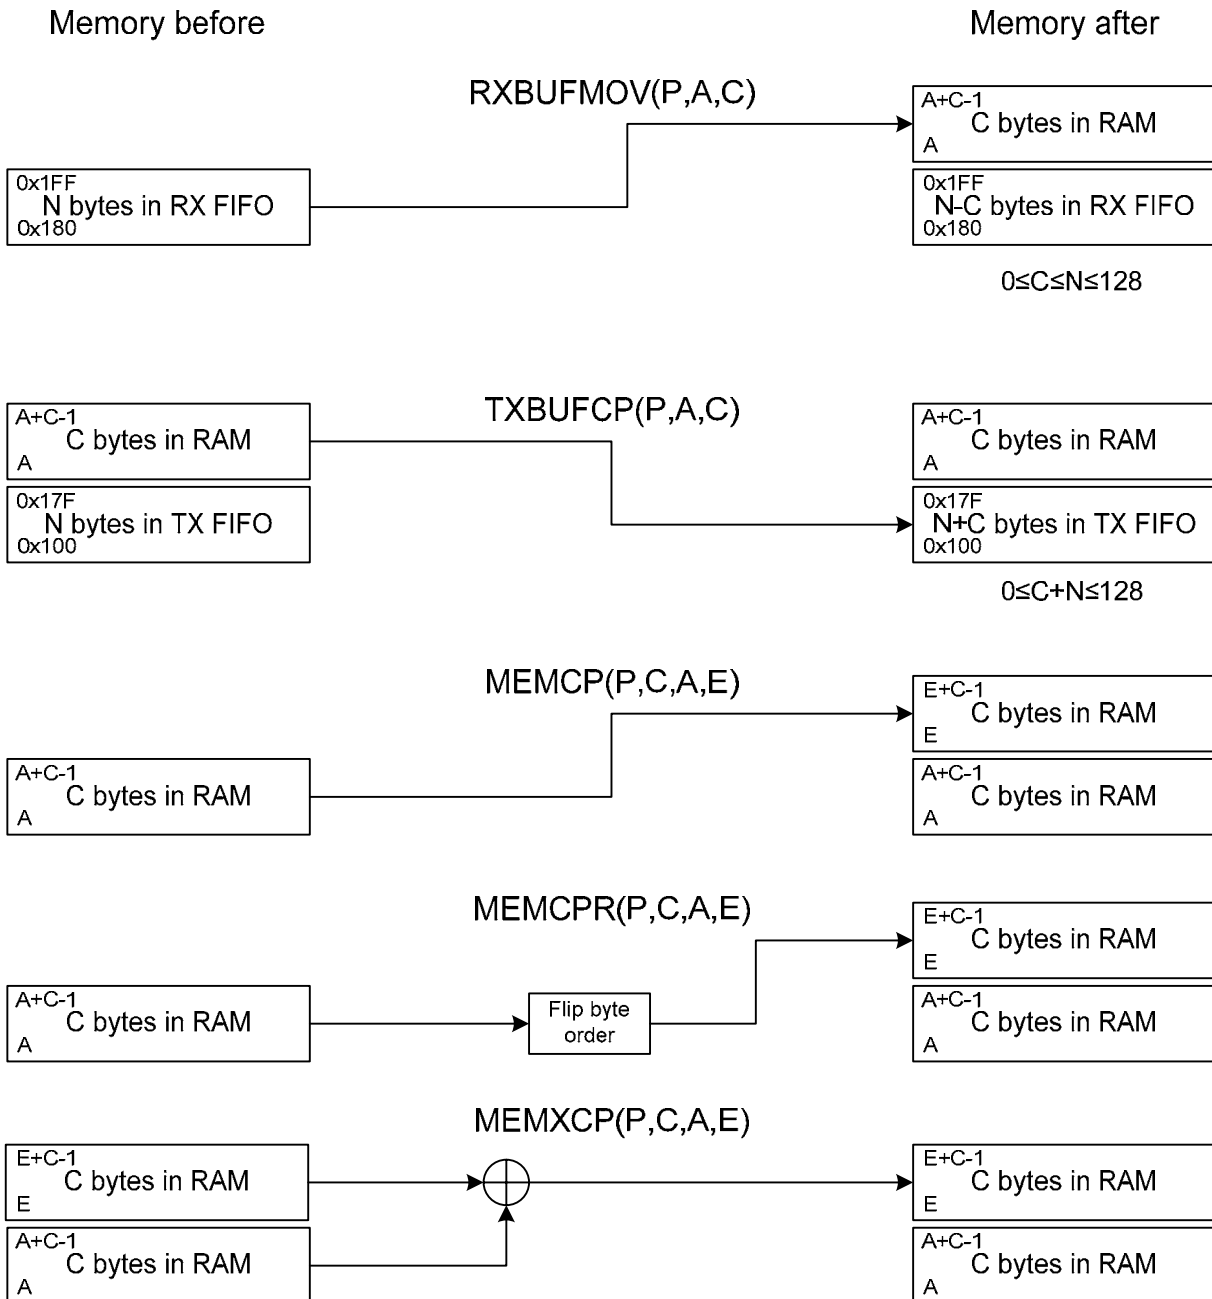 Memory before
Memory after
RXBUFMOV(P,A,C)
A+C-1
C bytes in RAM
A
0x1FF
N bytes in RX FIFO
0x180
0x1FF
N-C bytes in RX FIFO
0x180
0≤C≤N≤128
TXBUFCP(P,A,C)
A+C-1
C bytes in RAM
A
A+C-1
C bytes in RAM
A
0x17F
N bytes in TX FIFO
0x100
0x17F
N+C bytes in TX FIFO
0x100
0≤C+N≤128
MEMCP(P,C,A,E)
E+C-1
C bytes in RAM
E
A+C-1
C bytes in RAM
A
A+C-1
C bytes in RAM
A
MEMCPR(P,C,A,E)
E+C-1
C bytes in RAM
E
A+C-1
C bytes in RAM
A
Flip byte
order
A+C-1
C bytes in RAM
A
MEMXCP(P,C,A,E)
E+C-1
C bytes in RAM
E
E+C-1
C bytes in RAM
E
A+C-1
C bytes in RAM
A
A+C-1
C bytes in RAM
A